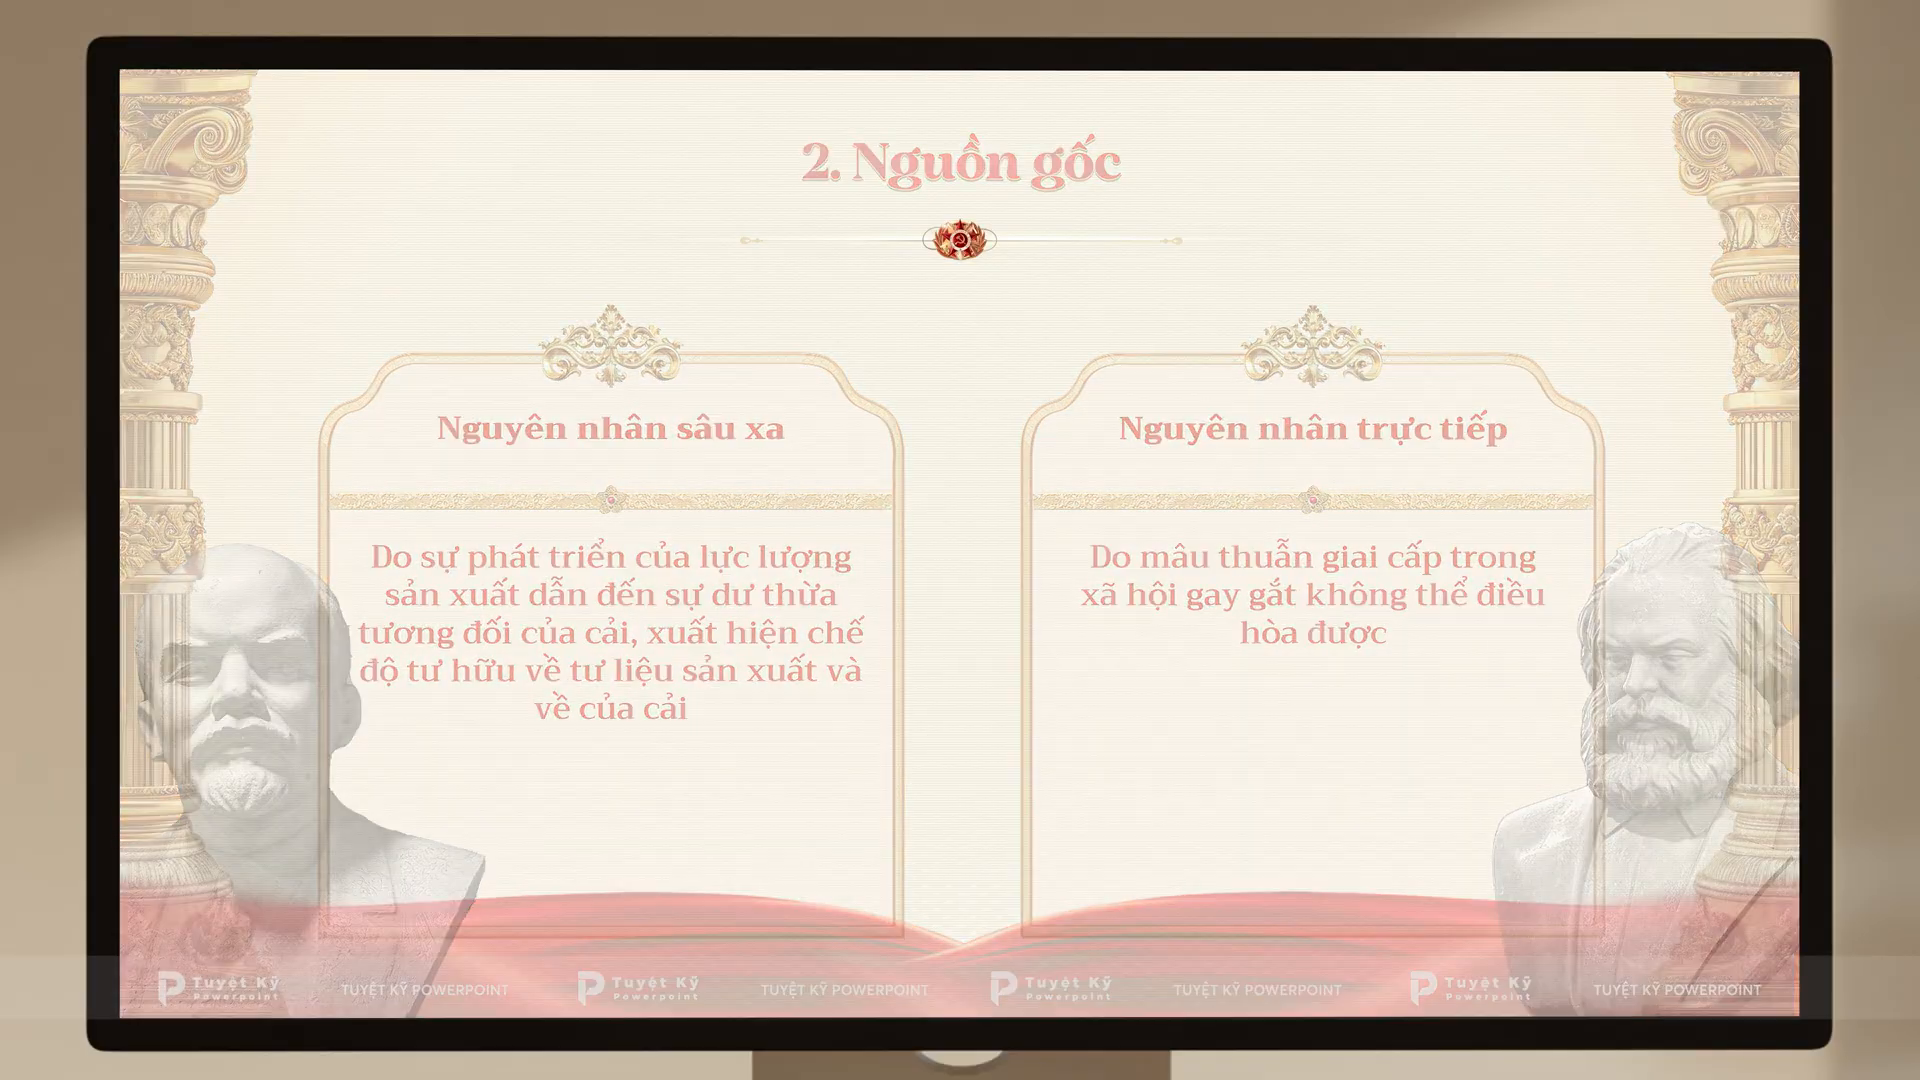 2. Nguồn gốc
Nguyên nhân sâu xa
Do sự phát triển của lực lượng
sản xuất dẫn đến sự dư thừa
tương đối của cải, xuất hiện chế
độ tư hữu về tư liệu sản xuất và
về của cải
Nguyên nhân trực tiếp
Do mâu thuẫn giai cấp trong
xã hội gay gắt không thể điều
hòa được
Tuyệt Kỹ
Powerpoint
TUYỆT KỸ POWERPOINT
Tuyệt Kỹ
Powerpoint
TUYỆT KỸ POWERPOINT
Tuyệt Kỹ
Powerpoint
TUYỆT KỸ POWERPOINT
Tuyệt Kỹ
Powerpoint
TUYỆT KỸ POWERPOINT